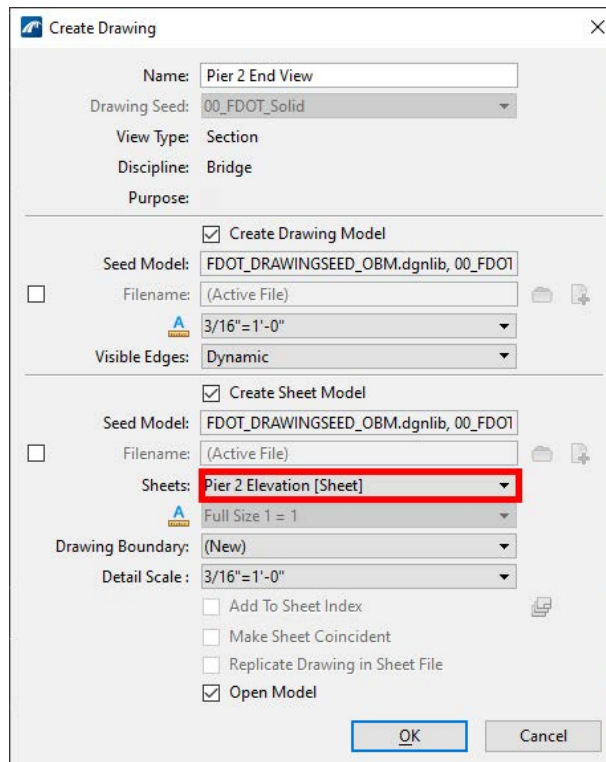 Create Drawing
Name: Pier 2 End View
Drawing Seed: 00_FDOT_Solid
View Type: Section
Discipline: Bridge
Purpose:
Create Drawing Model
Seed Model: FDOT_DRAWINGSEED_OBM.dgnlib, 00_FDOT
Filename: (Active File)
A 3/16"=1'-0"
Visible Edges: Dynamic
Create Sheet Model
Seed Model: FDOT_DRAWINGSEED_OBM.dgnlib, 00_FDOT
Filename: (Active File)
Sheets: Pier 2 Elevation [Sheet]
A Full Size 1 = 1
Drawing Boundary: (New)
Detail Scale : 3/16"=1'-0"
Add To Sheet Index
Make Sheet Coincident
Replicate Drawing in Sheet File
Open Model
OK Cancel